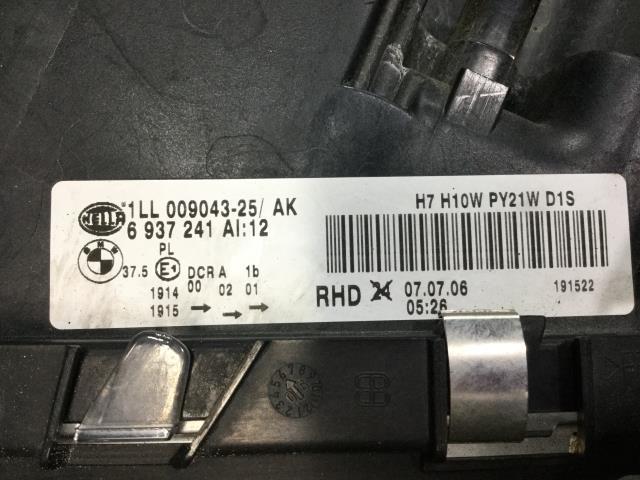 HELLA
1LL 009043-25/ AK
6 937 241 AI:12
BMW
PL
37.5 E1 DCR A 1b
1914 00 02 01
1915
H7 H10W PY21W D1S
RHD 07.07.06 191522
05:26